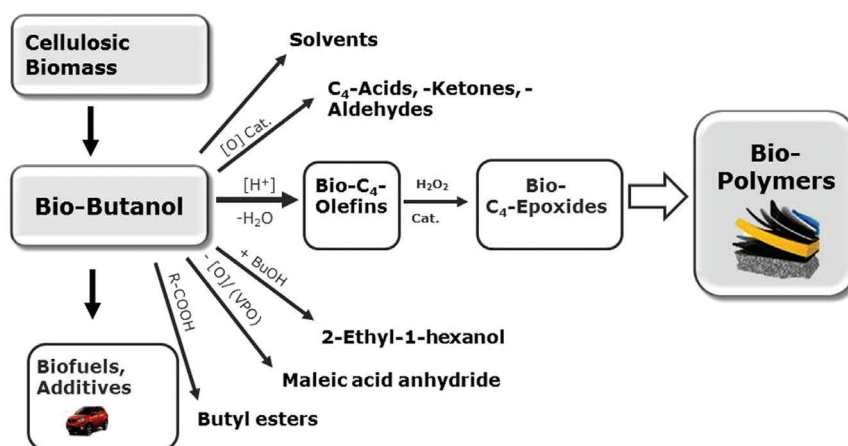 Cellulosic
Biomass
Solvents
C₄-Acids, -Ketones, -
Aldehydes
[O] Cat.
Bio-Butanol
[H⁺]
-H₂O
Bio-C₄-
Olefins
H₂O₂
Cat.
Bio-
C₄-Epoxides
Bio-
Polymers
+ BuOH
- [O]/ (VPO)
R-COOH
2-Ethyl-1-hexanol
Maleic acid anhydride
Butyl esters
Biofuels,
Additives